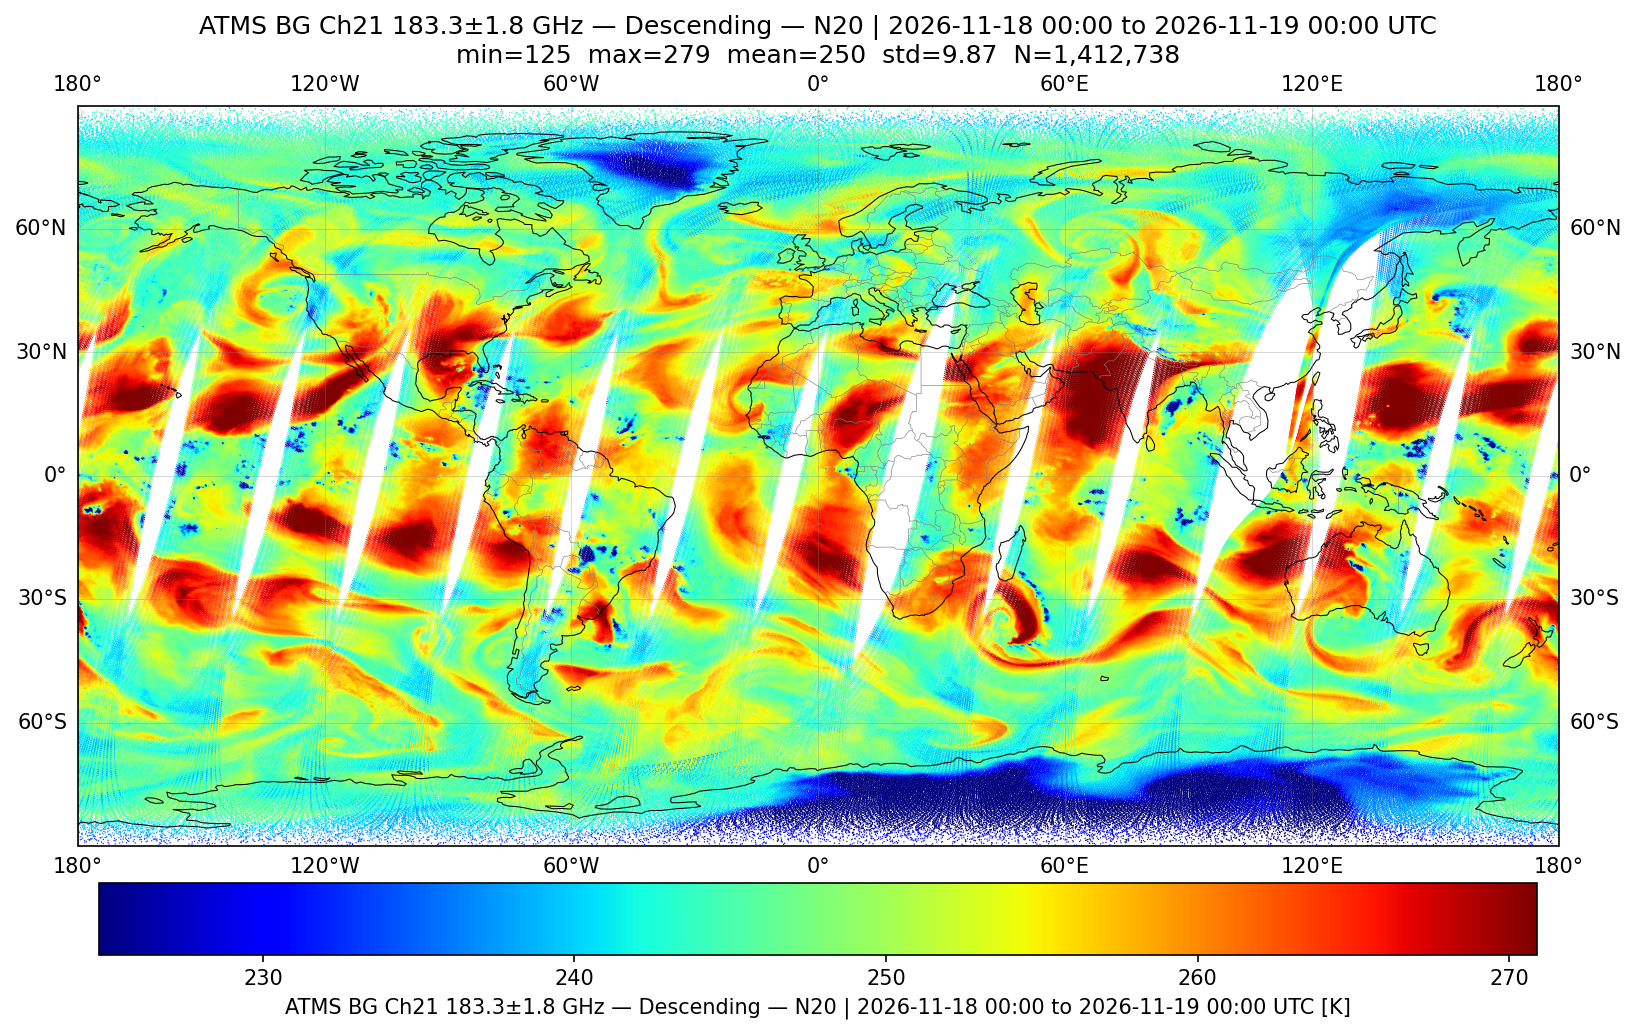 ATMS BG Ch21 183.3±1.8 GHz — Descending — N20 | 2026-11-18 00:00 to 2026-11-19 00:00 UTC
min=125 max=279 mean=250 std=9.87 N=1,412,738
180° 120°W 60°W 0° 60°E 120°E 180°
60°N 60°N
30°N 30°N
0° 0°
30°S 30°S
60°S 60°S
180° 120°W 60°W 0° 60°E 120°E 180°
230 240 250 260 270
ATMS BG Ch21 183.3±1.8 GHz — Descending — N20 | 2026-11-18 00:00 to 2026-11-19 00:00 UTC [K]